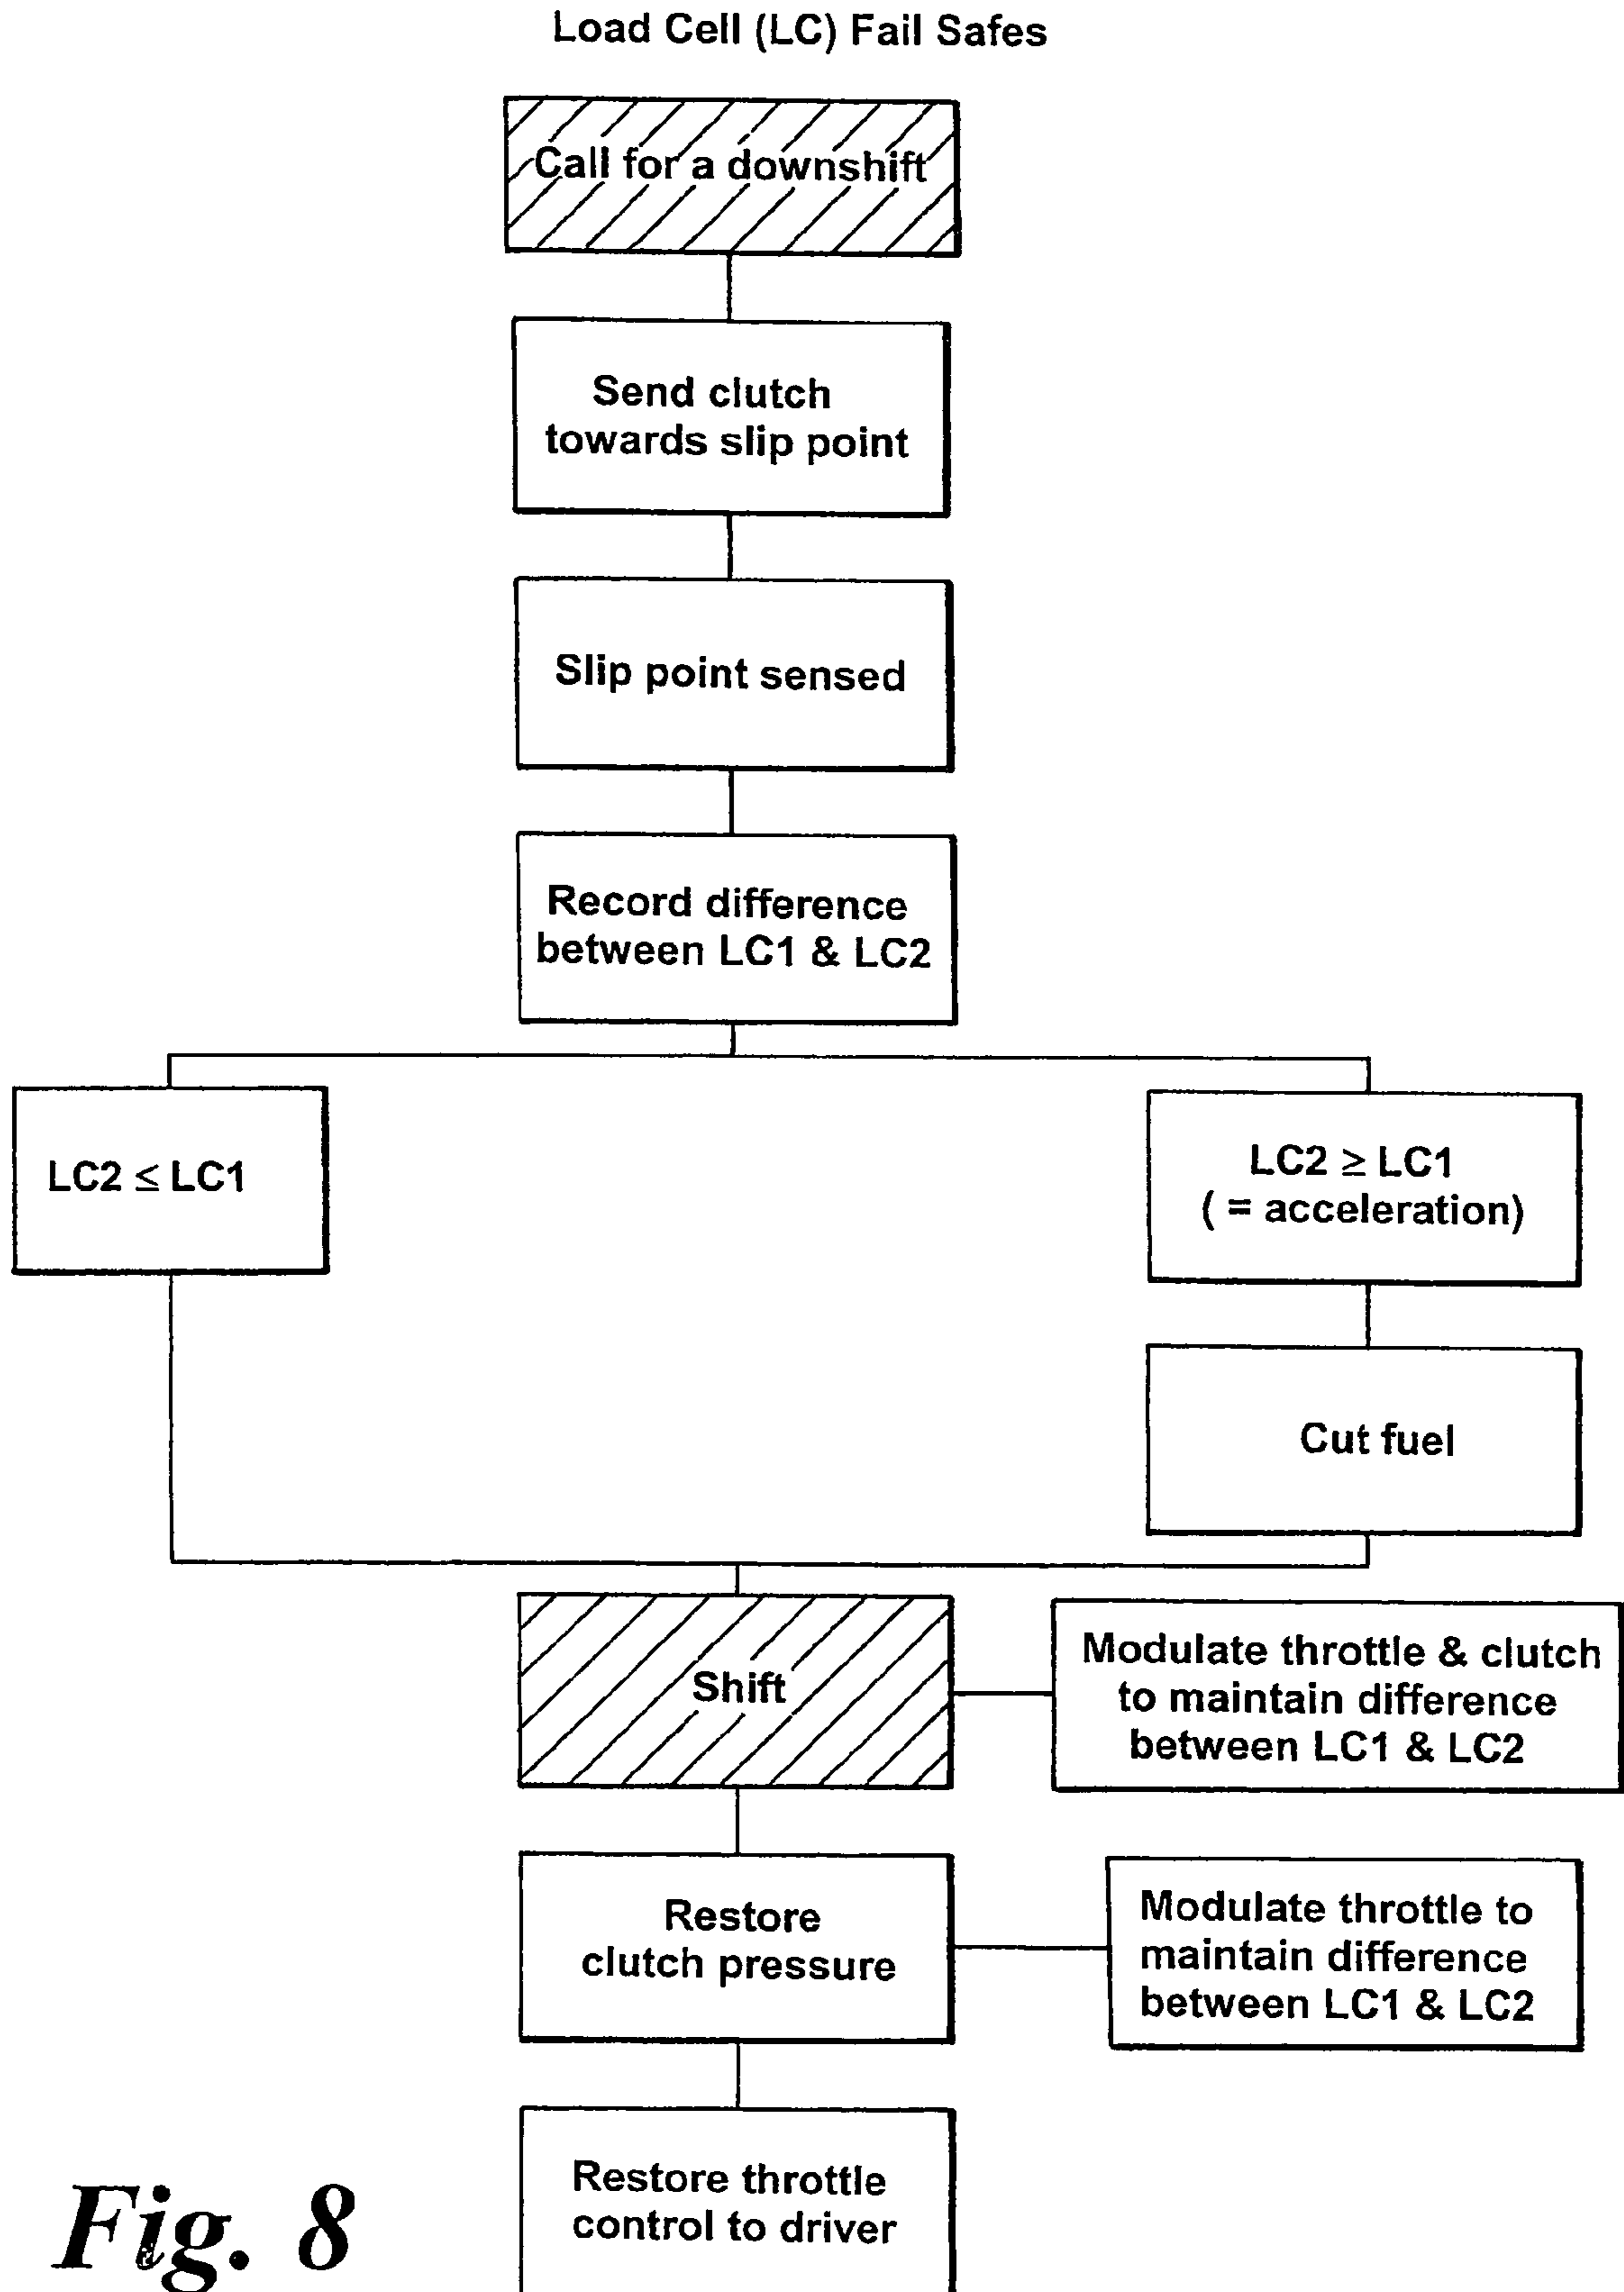 Load Cell (LC) Fail Safes
Call for a downshift
Send clutch
towards slip point
Slip point sensed
Record difference
between LC1 & LC2
LC2 ≤ LC1
LC2 ≥ LC1
( = acceleration)
Cut fuel
Shift
Modulate throttle & clutch
to maintain difference
between LC1 & LC2
Restore
clutch pressure
Modulate throttle to
maintain difference
between LC1 & LC2
Restore throttle
control to driver
Fig. 8